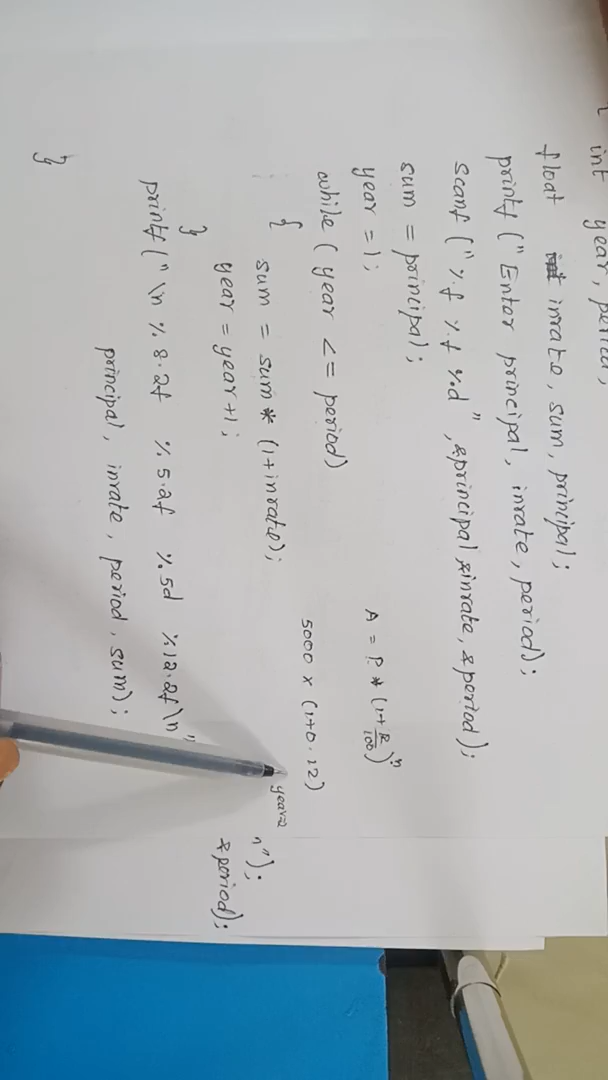 {
int year, period,
float inrate, sum, principal;
printf ("Enter principal, inrate, period);
scanf ("%f %f %d", &principal &inrate, &period);
sum = principal;
year = 1;
while (year <= period)
{
sum = sum * (1+inrate);
year = year+1;
}
printf ("\n %8.2f %5.2f %5d %12.2f\n"
principal, inrate, period, sum);
}
A = P * (1+R/100)^n
5000 x (1+0.12)
year=2
n");
&period);